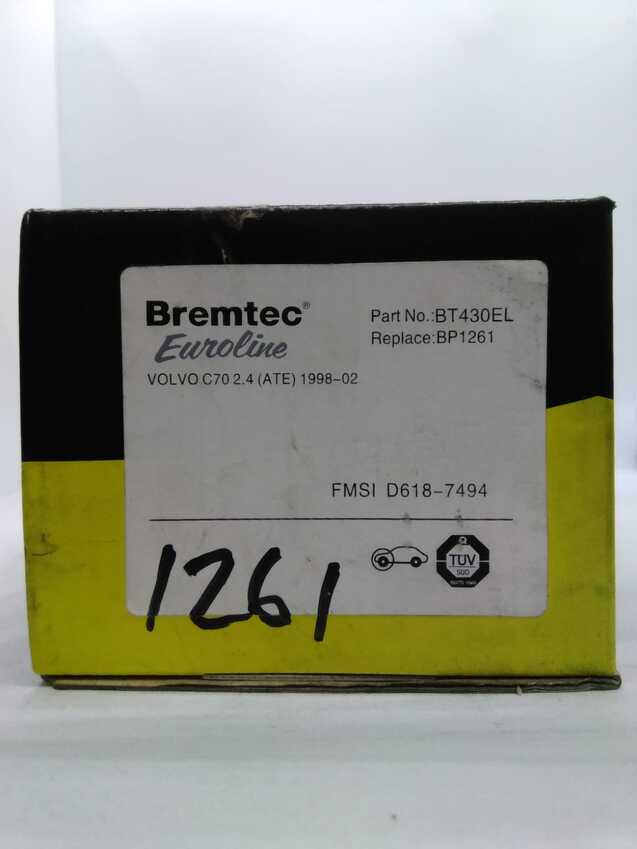 Bremtec®
Euroline
Part No.:BT430EL
Replace:BP1261
VOLVO C70 2.4 (ATE) 1998-02
FMSI D618-7494
1261
TÜV
SÜD